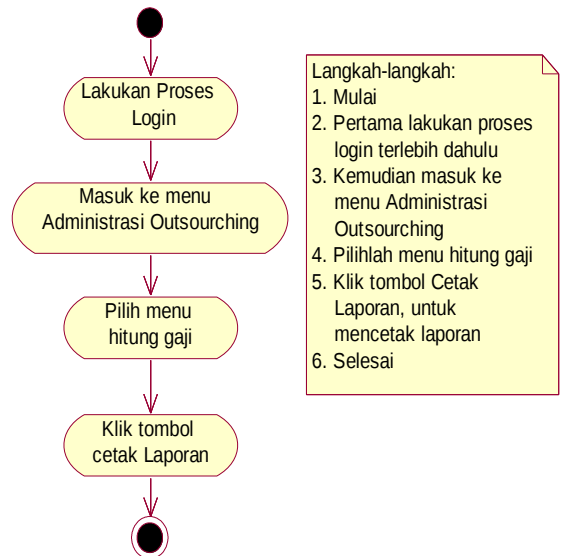 Lakukan Proses
Login
Masuk ke menu
Administrasi Outsourching
Pilih menu
hitung gaji
Klik tombol
cetak Laporan
Langkah-langkah:
1. Mulai
2. Pertama lakukan proses
login terlebih dahulu
3. Kemudian masuk ke
menu Administrasi
Outsourching
4. Pilihlah menu hitung gaji
5. Klik tombol Cetak
Laporan, untuk
mencetak laporan
6. Selesai